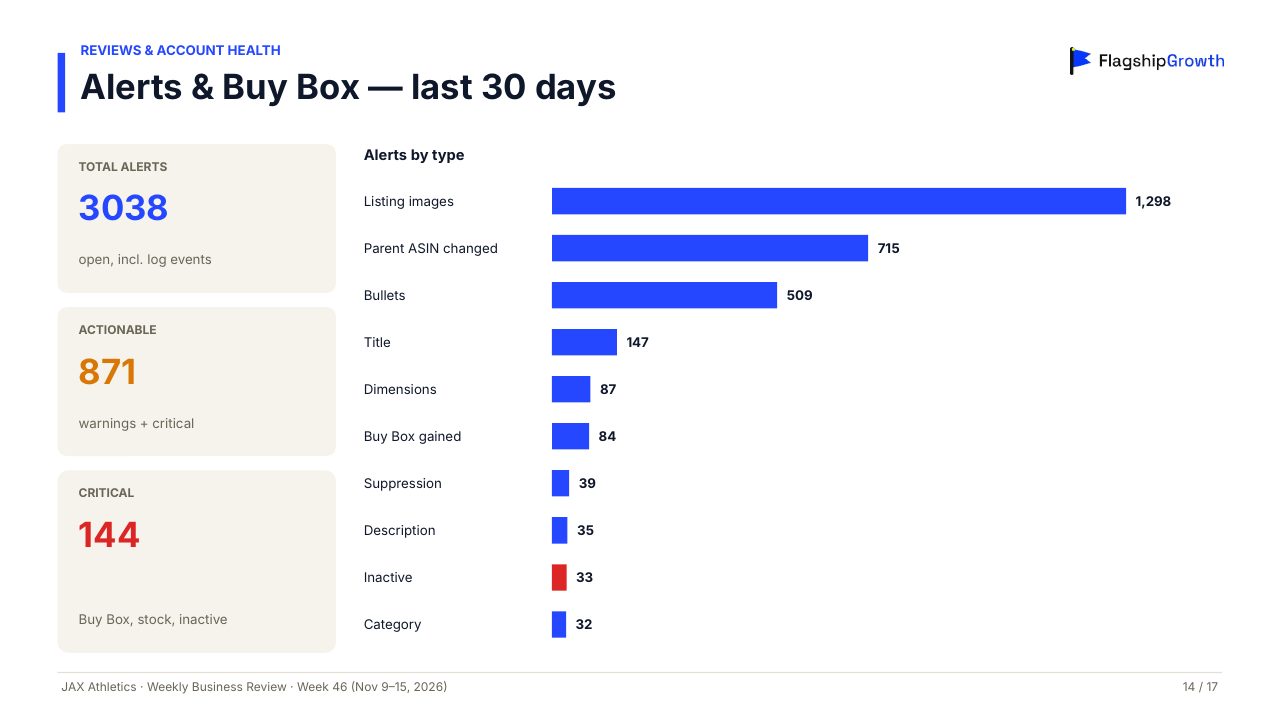 REVIEWS & ACCOUNT HEALTH
Alerts & Buy Box — last 30 days
FlagshipGrowth
TOTAL ALERTS
3038
open, incl. log events
ACTIONABLE
871
warnings + critical
CRITICAL
144
Buy Box, stock, inactive
Alerts by type
Listing images 1,298
Parent ASIN changed 715
Bullets 509
Title 147
Dimensions 87
Buy Box gained 84
Suppression 39
Description 35
Inactive 33
Category 32
JAX Athletics · Weekly Business Review · Week 46 (Nov 9–15, 2026)
14 / 17